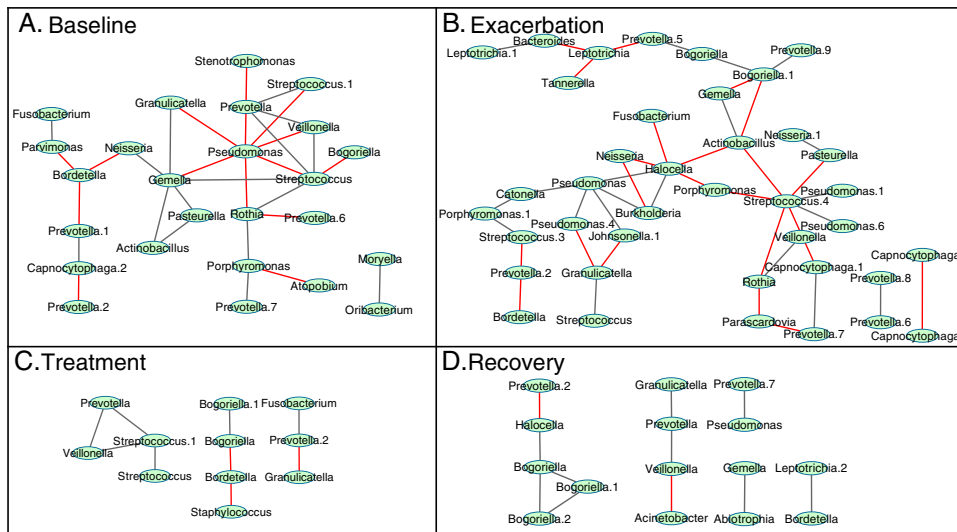 A. Baseline
Stenotrophomonas
Streptococcus.1
Granulicatella
Prevotella
Fusobacterium
Veillonella
Parvimonas
Neisseria
Pseudomonas
Bogoriella
Bordetella
Gemella
Streptococcus
Pasteurella
Rothia
Prevotella.6
Prevotella.1
Actinobacillus
Capnocytophaga.2
Porphyromonas
Moryella
Atopobium
Prevotella.2
Prevotella.7
Oribacterium
B. Exacerbation
Bacteroides
Prevotella.5
Leptotrichia.1
Leptotrichia
Bogoriella
Prevotella.9
Tannerella
Bogoriella.1
Gemella
Fusobacterium
Actinobacillus
Neisseria.1
Neisseria
Pasteurella
Halocella
Pseudomonas
Porphyromonas
Pseudomonas.1
Catonella
Streptococcus.4
Porphyromonas.1
Burkholderia
Pseudomonas.4
Pseudomonas.6
Streptococcus.3
Johnsonella.1
Veillonella
Capnocytophaga
Prevotella.2
Granulicatella
Capnocytophaga.1
Rothia
Prevotella.8
Bordetella
Streptococcus
Parascardovia
Prevotella.7
Prevotella.6
Capnocytophaga
C. Treatment
Prevotella
Bogoriella.1
Fusobacterium
Streptococcus.1
Bogoriella
Prevotella.2
Veillonella
Streptococcus
Bordetella
Granulicatella
Staphylococcus
D. Recovery
Prevotella.2
Granulicatella
Prevotella.7
Halocella
Prevotella
Pseudomonas
Bogoriella
Veillonella
Gemella
Leptotrichia.2
Bogoriella.1
Bogoriella.2
Acinetobacter
Abiotrophia
Bordetella